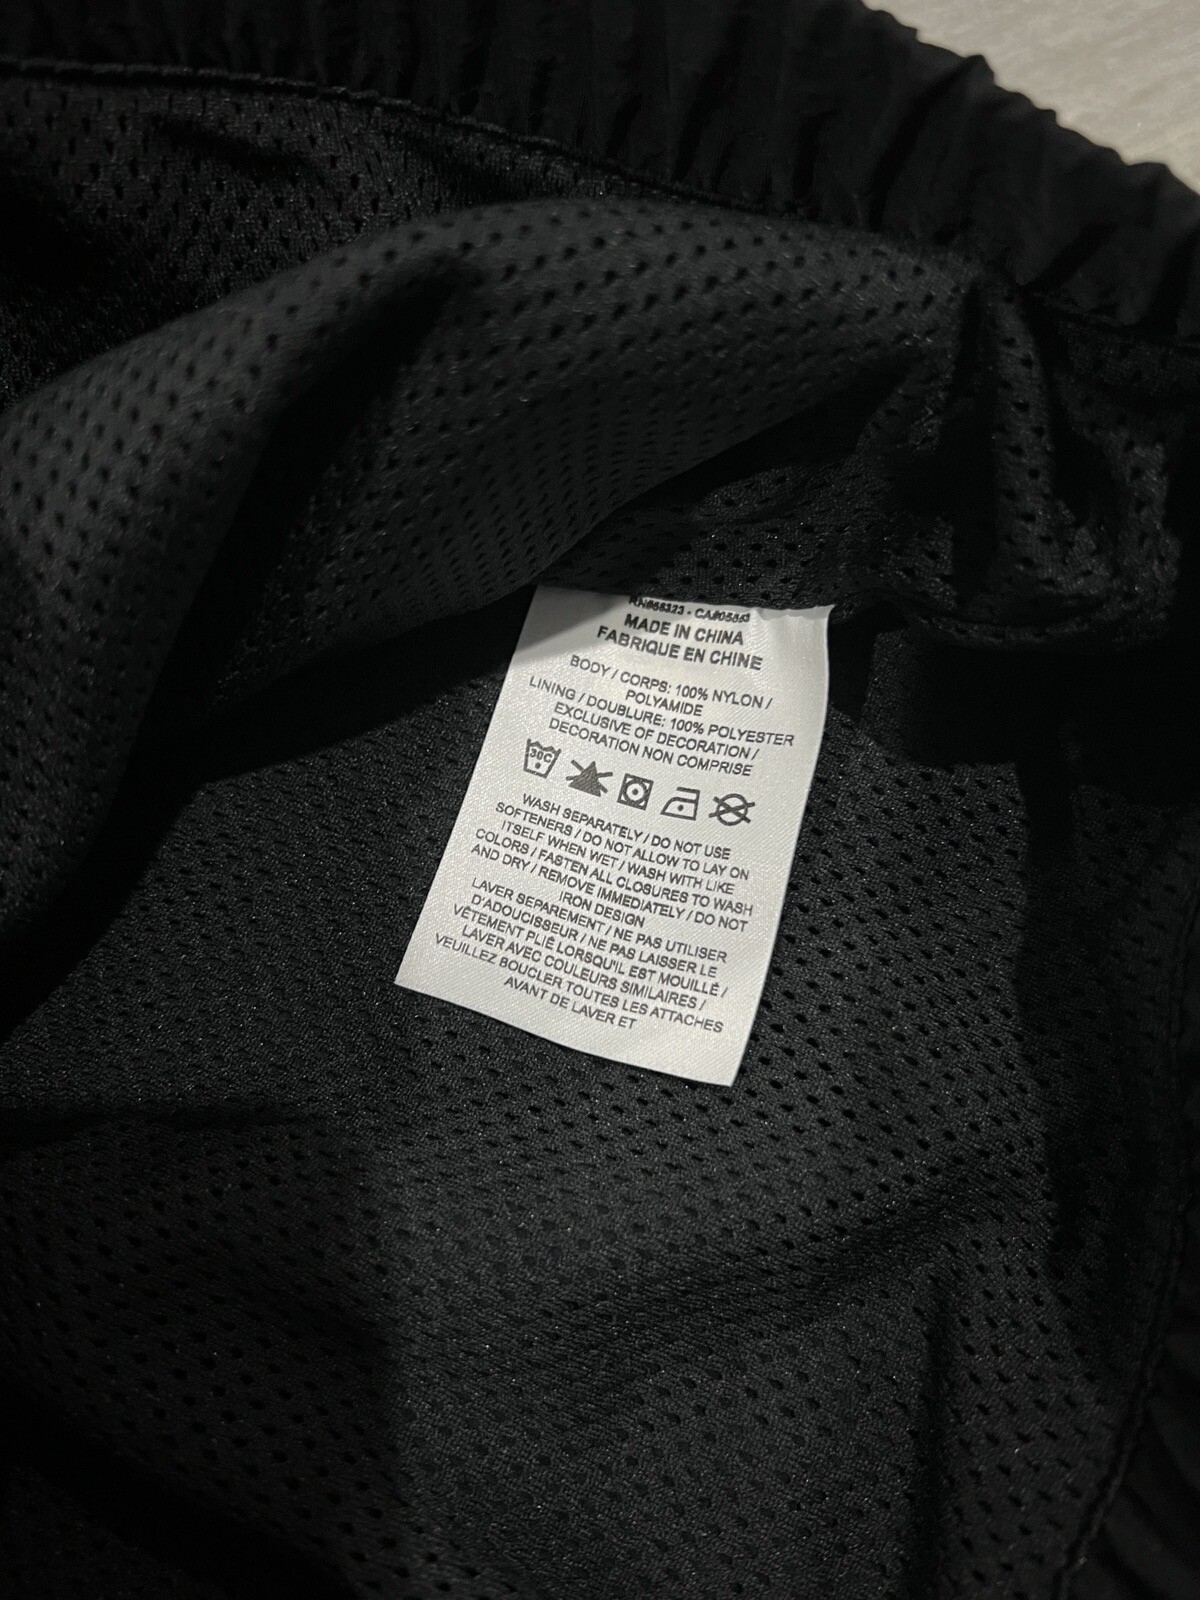 MADE IN CHINA
FABRIQUE EN CHINE
BODY / CORPS: 100% NYLON /
POLYAMIDE
LINING / DOUBLURE: 100% POLYESTER
EXCLUSIVE OF DECORATION /
DECORATION NON COMPRISE
30C
WASH SEPARATELY / DO NOT USE
SOFTENERS / DO NOT ALLOW TO LAY ON
ITSELF WHEN WET / WASH WITH LIKE
COLORS / FASTEN ALL CLOSURES TO WASH
AND DRY / REMOVE IMMEDIATELY / DO NOT
IRON DESIGN
LAVER SEPAREMENT / NE PAS UTILISER
D'ADOUCISSEUR / NE PAS LAISSER LE
VÊTEMENT PLIÉ LORSQU'IL EST MOUILLÉ /
LAVER AVEC COULEURS SIMILAIRES /
VEUILLEZ BOUCLER TOUTES LES ATTACHES
AVANT DE LAVER ET